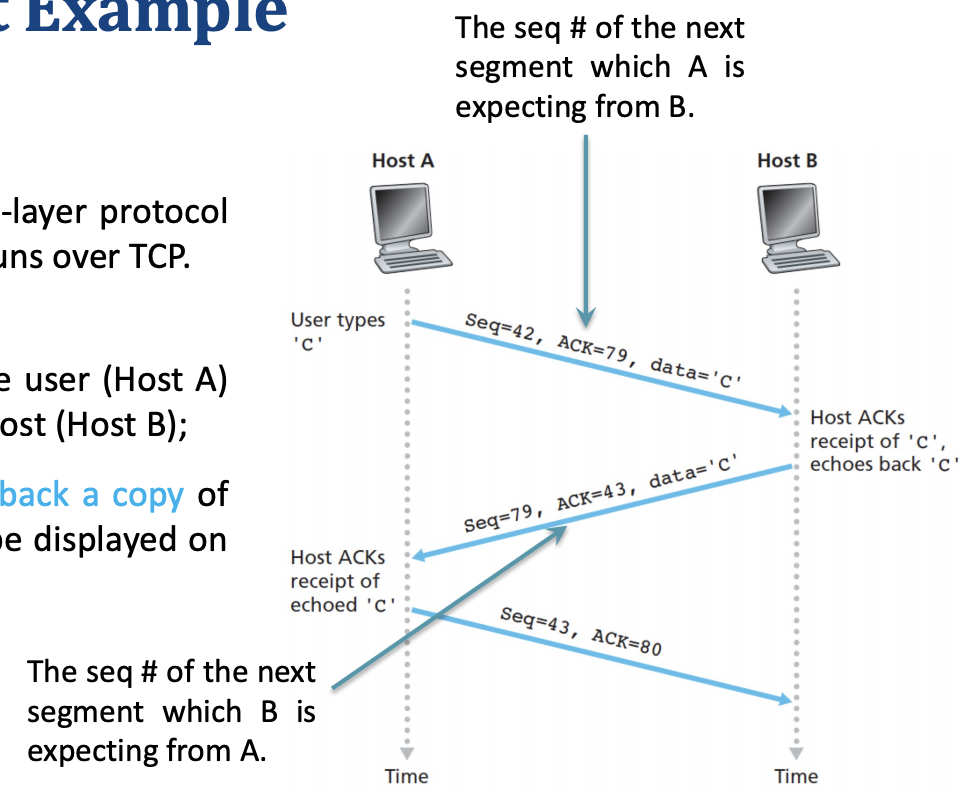 t Example
The seq # of the next
segment which A is
expecting from B.
Host A
Host B
-layer protocol
uns over TCP.
User types
'C'
Seq=42, ACK=79, data='C'
e user (Host A)
ost (Host B);
Host ACKs
receipt of 'C',
echoes back 'C'
back a copy of
be displayed on
Seq=79, ACK=43, data='C'
Host ACKs
receipt of
echoed 'C'
Seq=43, ACK=80
The seq # of the next
segment which B is
expecting from A.
Time
Time